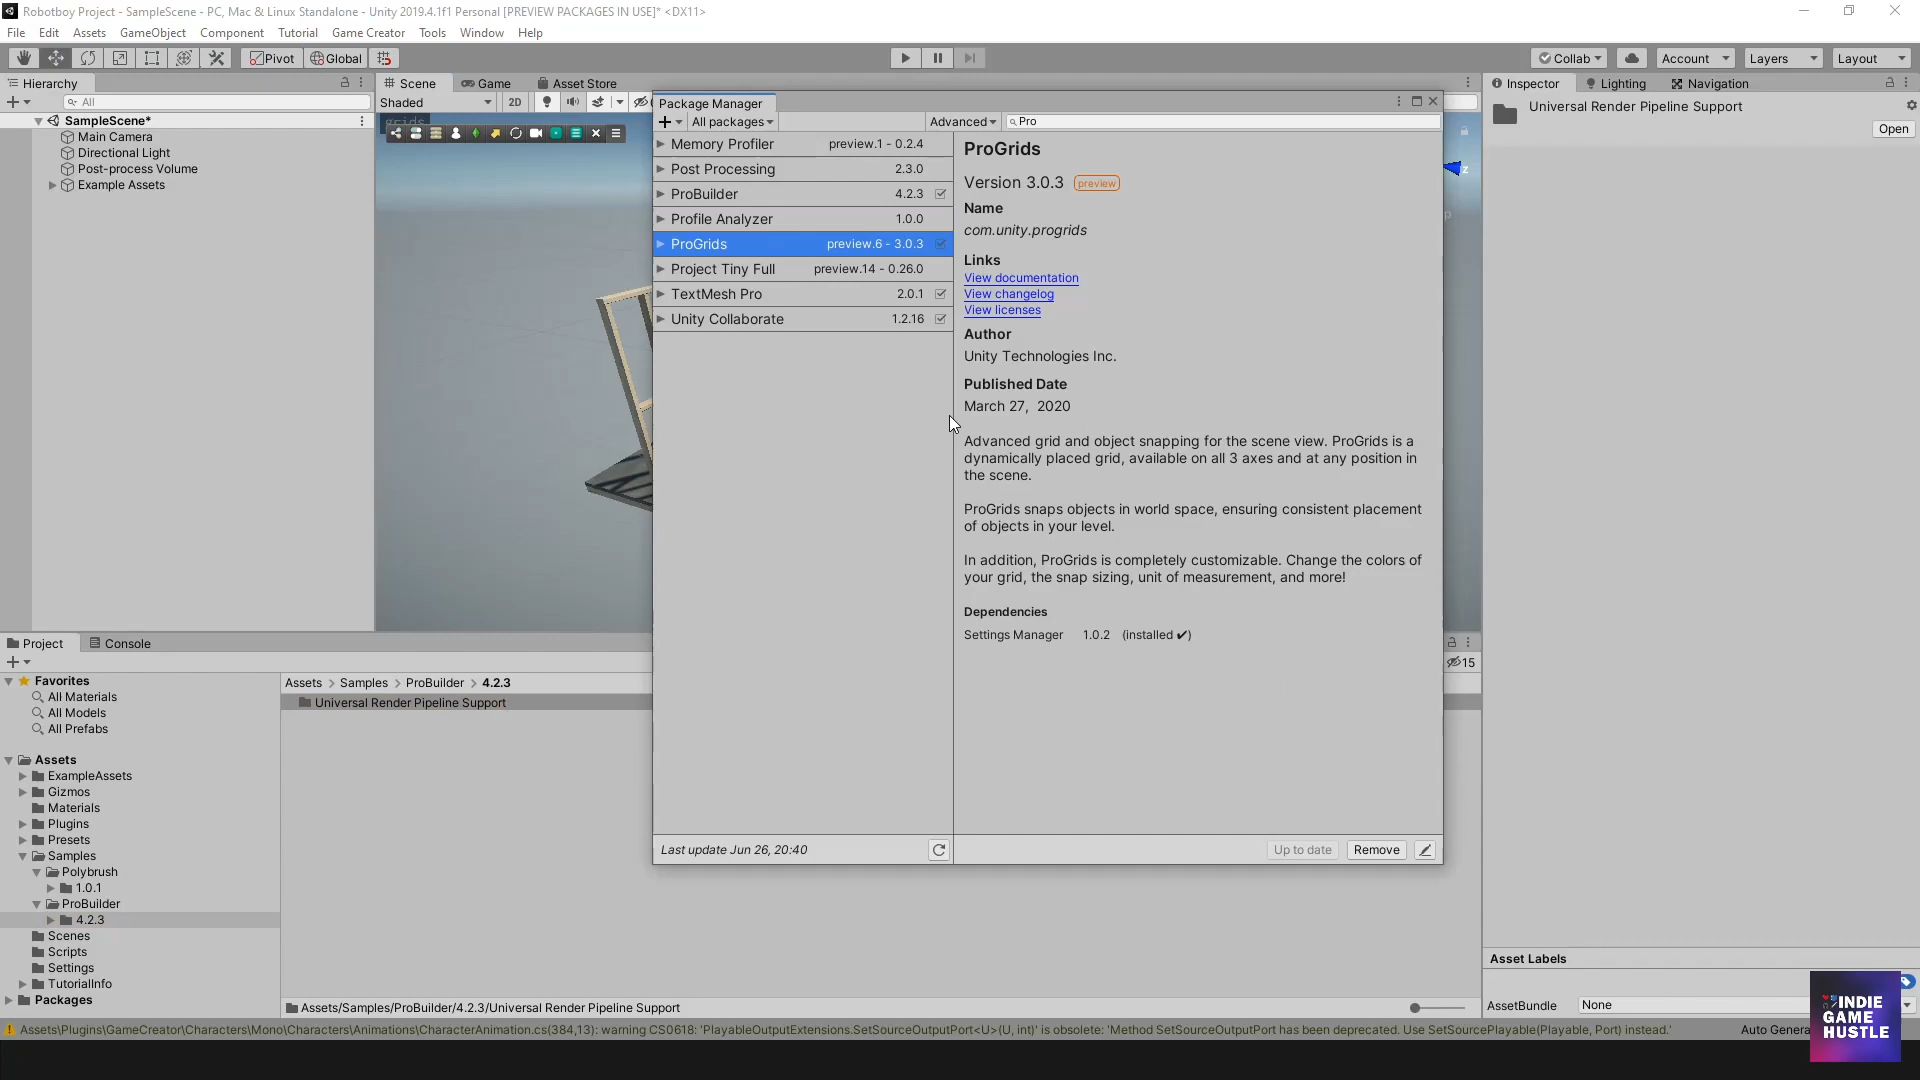 Robotboy Project - SampleScene - PC, Mac & Linux Standalone - Unity 2019.4.1f1 Personal [PREVIEW PACKAGES IN USE]* <DX11>
File Edit Assets GameObject Component Tutorial Game Creator Tools Window Help
Pivot Global Collab Account Layers Layout
Hierarchy
All
SampleScene*
Main Camera
Directional Light
Post-process Volume
Example Assets
Scene Game Asset Store
Shaded 2D 0
grids
Package Manager
All packages Advanced Pro
Memory Profiler preview.1 - 0.2.4
Post Processing 2.3.0
ProBuilder 4.2.3
Profile Analyzer 1.0.0
ProGrids preview.6 - 3.0.3
Project Tiny Full preview.14 - 0.26.0
TextMesh Pro 2.0.1
Unity Collaborate 1.2.16
Last update Jun 26, 20:40
ProGrids
Version 3.0.3 preview
Name
com.unity.progrids
Links
View documentation
View changelog
View licenses
Author
Unity Technologies Inc.
Published Date
March 27, 2020
Advanced grid and object snapping for the scene view. ProGrids is a
dynamically placed grid, available on all 3 axes and at any position in
the scene.
ProGrids snaps objects in world space, ensuring consistent placement
of objects in your level.
In addition, ProGrids is completely customizable. Change the colors of
your grid, the snap sizing, unit of measurement, and more!
Dependencies
Settings Manager 1.0.2 (installed ✔)
Up to date Remove
z
p
Inspector Lighting Navigation
Universal Render Pipeline Support
Open
Project Console
15
Favorites
All Materials
All Models
All Prefabs
Assets
ExampleAssets
Gizmos
Materials
Plugins
Presets
Samples
Polybrush
1.0.1
ProBuilder
4.2.3
Scenes
Scripts
Settings
TutorialInfo
Packages
Assets > Samples > ProBuilder > 4.2.3
Universal Render Pipeline Support
Assets/Samples/ProBuilder/4.2.3/Universal Render Pipeline Support
Asset Labels
AssetBundle None
Assets\Plugins\GameCreator\Characters\Mono\Characters\Animations\CharacterAnimation.cs(384,13): warning CS0618: 'PlayableOutputExtensions.SetSourceOutputPort<U>(U, int)' is obsolete: 'Method SetSourceOutputPort has been deprecated. Use SetSourcePlayable(Playable, Port) instead.'
Auto Genera
INDIE
GAME
HUSTLE